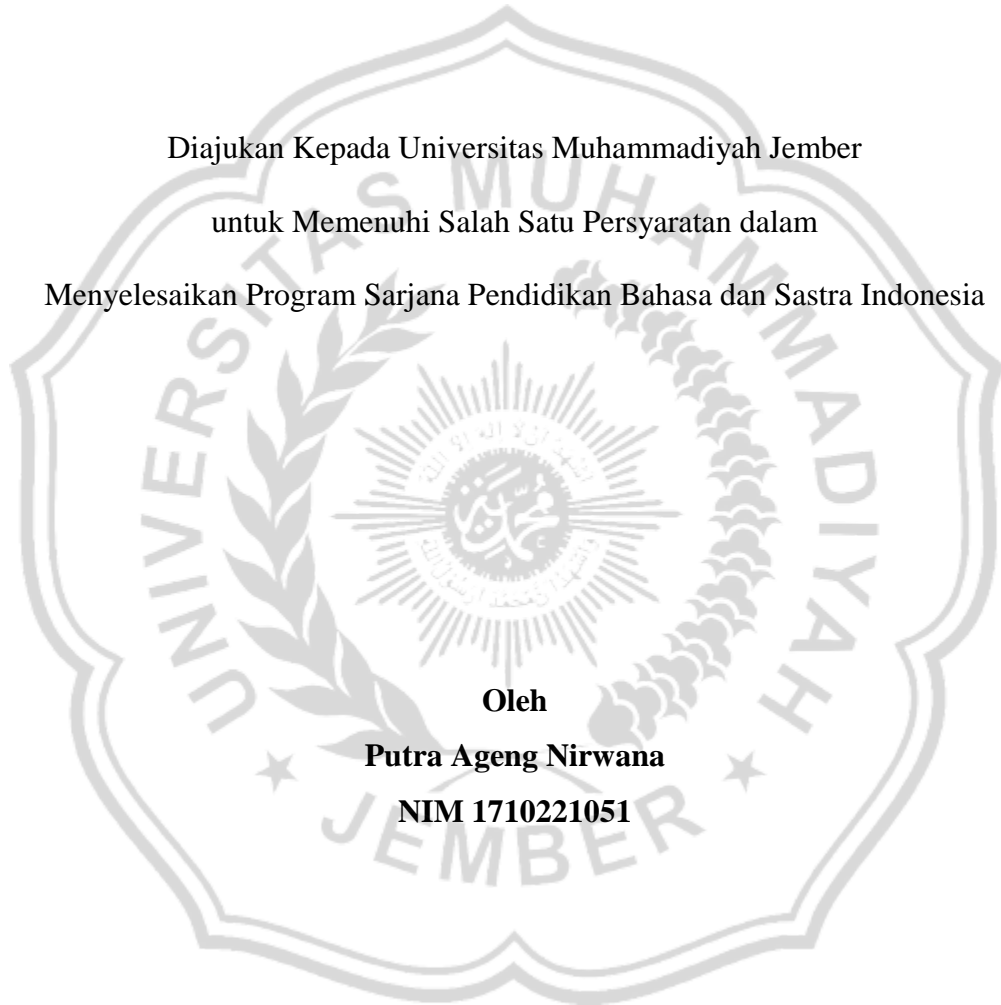 Diajukan Kepada Universitas Muhammadiyah Jember
untuk Memenuhi Salah Satu Persyaratan dalam
Menyelesaikan Program Sarjana Pendidikan Bahasa dan Sastra Indonesia
UNIVERSITAS MUHAMMADIYAH
Oleh
Putra Ageng Nirwana
NIM 1710221051
JEMBER